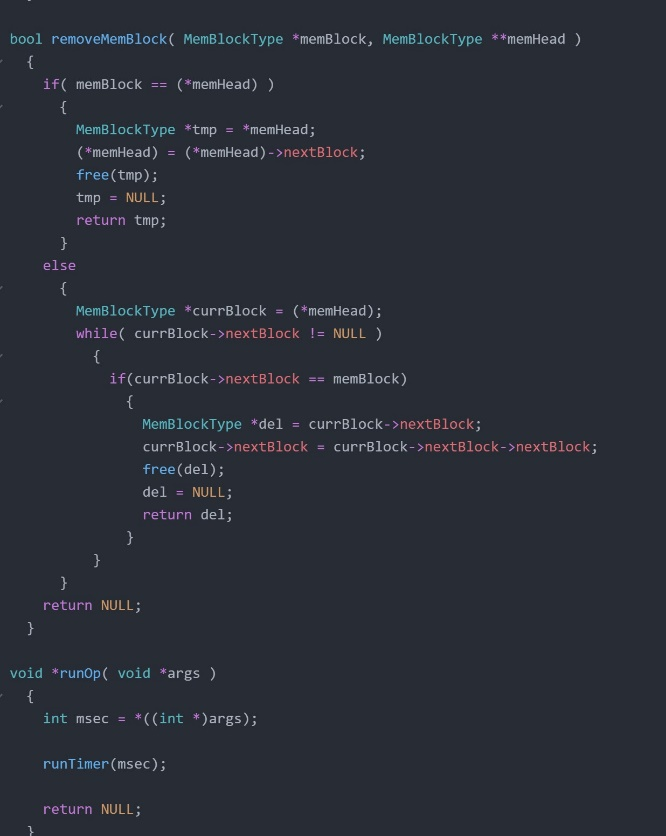 bool removeMemBlock( MemBlockType *memBlock, MemBlockType **memHead )
{
if( memBlock == (*memHead) )
{
MemBlockType *tmp = *memHead;
(*memHead) = (*memHead)->nextBlock;
free(tmp);
tmp = NULL;
return tmp;
}
else
{
MemBlockType *currBlock = (*memHead);
while( currBlock->nextBlock != NULL )
{
if(currBlock->nextBlock == memBlock)
{
MemBlockType *del = currBlock->nextBlock;
currBlock->nextBlock = currBlock->nextBlock->nextBlock;
free(del);
del = NULL;
return del;
}
}
}
return NULL;
}
void *runOp( void *args )
{
int msec = *((int *)args);
runTimer(msec);
return NULL;
}